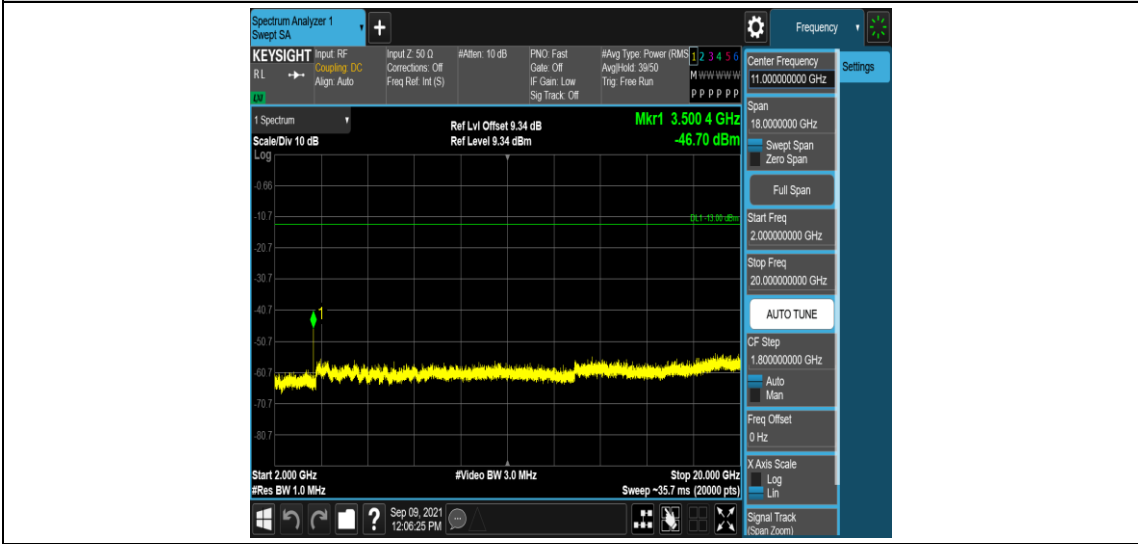 Spectrum Analyzer 1
Swept SA
+
Frequency
KEYSIGHT
RL
LXI
Input: RF
Coupling: DC
Align: Auto
Input Z: 50 Ω
Corrections: Off
Freq Ref: Int (S)
#Atten: 10 dB
PNO: Fast
Gate: Off
IF Gain: Low
Sig Track: Off
#Avg Type: Power (RMS
Avg|Hold: 39/50
Trig: Free Run
1 2 3 4 5 6
M W W W W W
P P P P P P
Center Frequency
11.000000000 GHz
Settings
1 Spectrum
Scale/Div 10 dB
Log
Ref Lvl Offset 9.34 dB
Ref Level 9.34 dBm
Mkr1 3.500 4 GHz
-46.70 dBm
Span
18.0000000 GHz
Swept Span
Zero Span
Full Span
-0.66
-10.7
DL1 -13.00 dBm
Start Freq
2.000000000 GHz
-20.7
Stop Freq
20.000000000 GHz
-30.7
-40.7
1
AUTO TUNE
-50.7
CF Step
1.800000000 GHz
-60.7
Auto
Man
-70.7
Freq Offset
0 Hz
-80.7
X Axis Scale
Log
Lin
Start 2.000 GHz
#Video BW 3.0 MHz
Stop 20.000 GHz
#Res BW 1.0 MHz
Sweep ~35.7 ms (20000 pts)
?
Sep 09, 2021
12:06:25 PM
Signal Track
(Span Zoom)